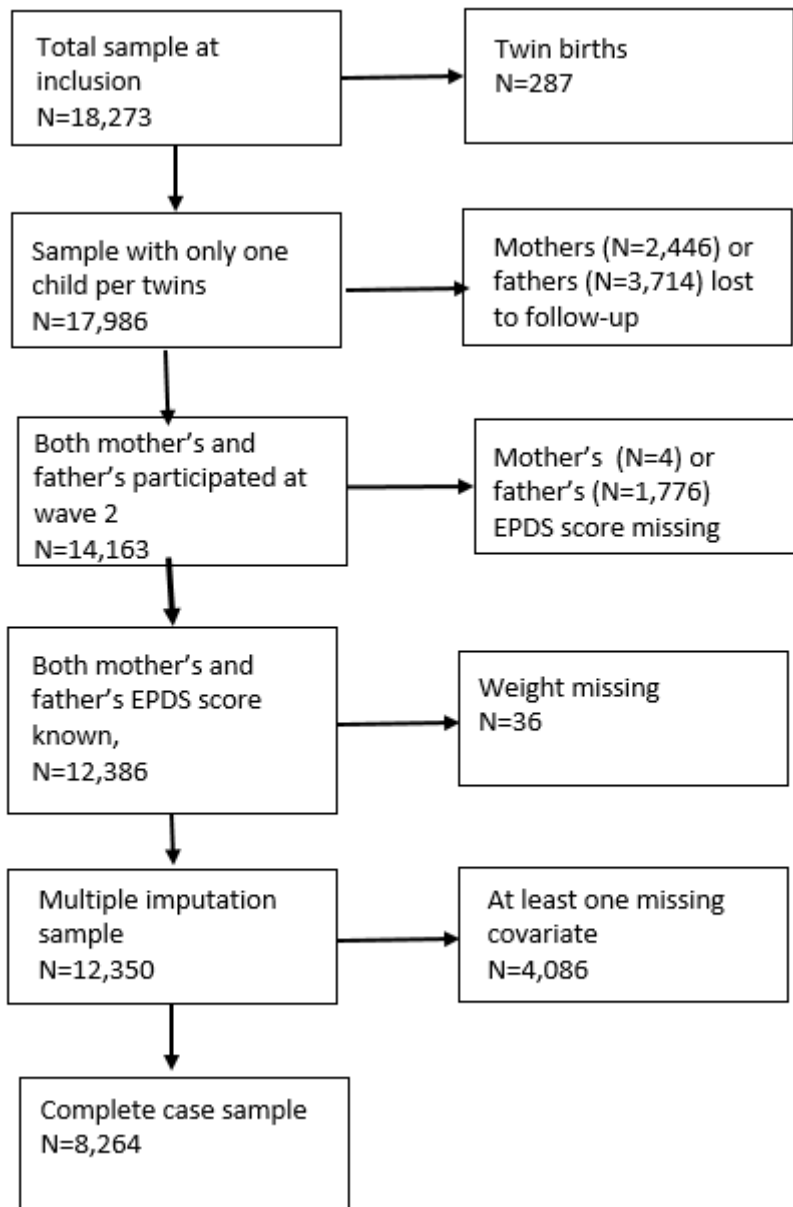 Total sample at
inclusion
N=18,273
Twin births
N=287
Sample with only one
child per twins
N=17,986
Mothers (N=2,446) or
fathers (N=3,714) lost
to follow-up
Both mother’s and
father’s participated at
wave 2
N=14,163
Mother’s  (N=4) or
father’s (N=1,776)
EPDS score missing
Both mother’s and
father’s EPDS score
known,
N=12,386
Weight missing
N=36
Multiple imputation
sample
N=12,350
At least one missing
covariate
N=4,086
Complete case sample
N=8,264